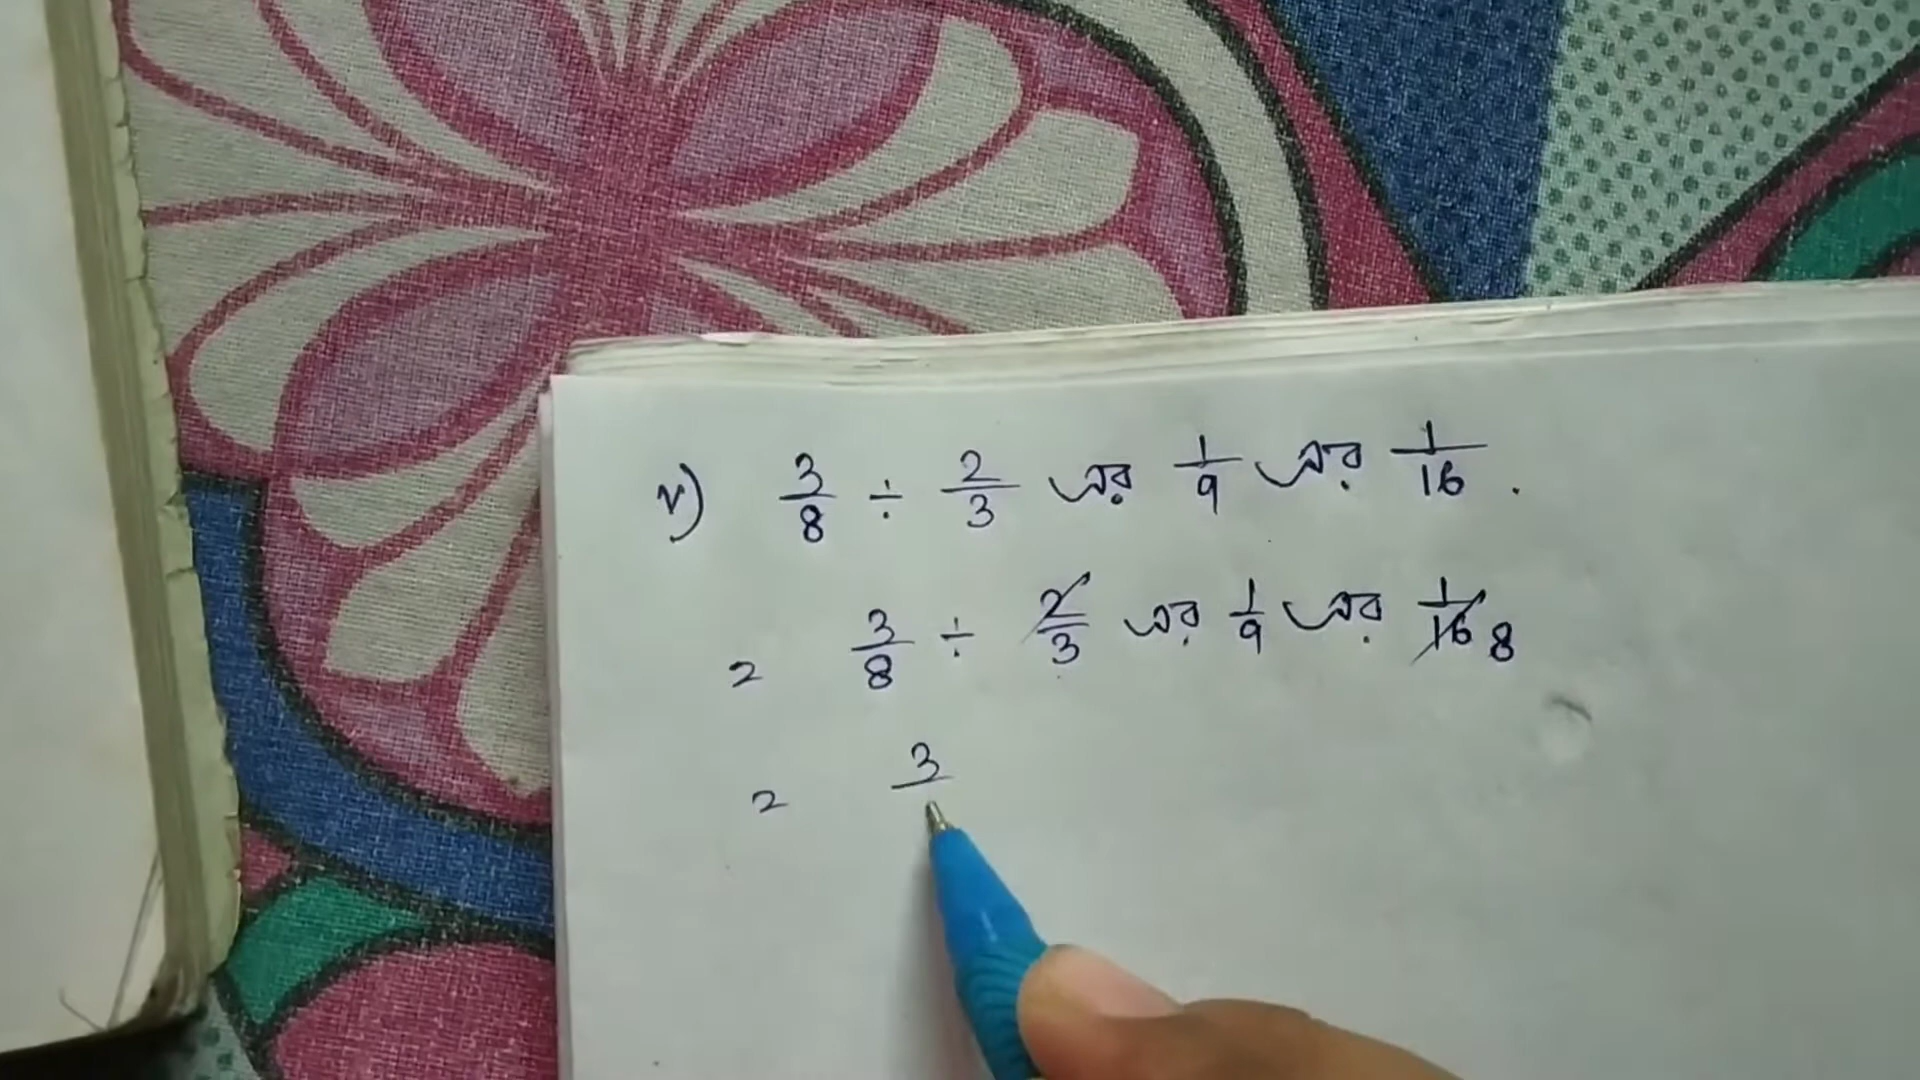 v) 3/8 ÷ 2/3 এর 1/9 এর 1/16 .
= 3/8 ÷ 2/3 এর 1/9 এর 1/16 8
= 3